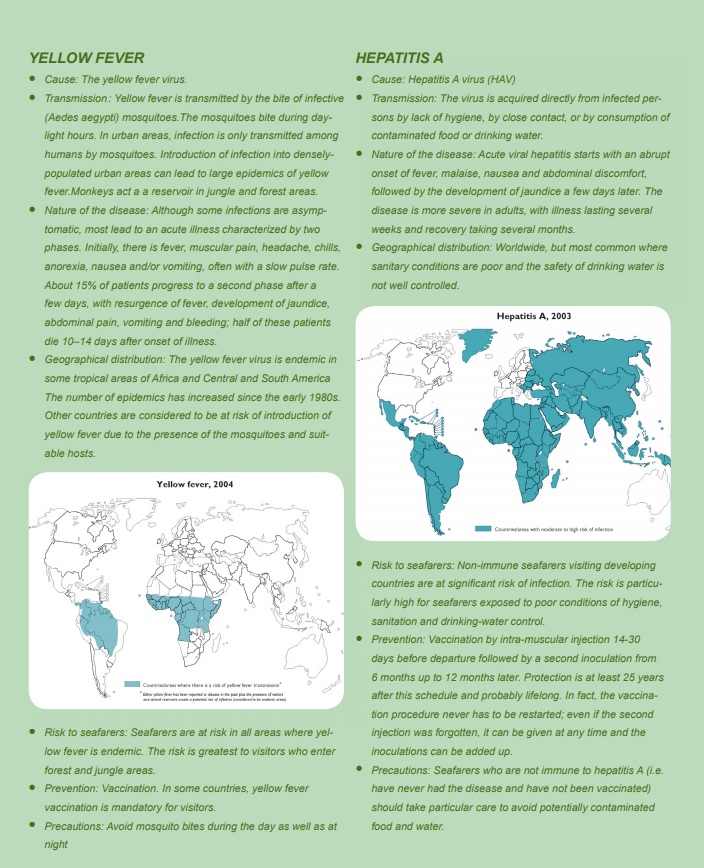 YELLOW FEVER
● Cause: The yellow fever virus.
● Transmission: Yellow fever is transmitted by the bite of infective
(Aedes aegypti) mosquitoes.The mosquitoes bite during day-
light hours. In urban areas, infection is only transmitted among
humans by mosquitoes. Introduction of infection into densely-
populated urban areas can lead to large epidemics of yellow
fever.Monkeys act a a reservoir in jungle and forest areas.
● Nature of the disease: Although some infections are asymp-
tomatic, most lead to an acute illness characterized by two
phases. Initially, there is fever, muscular pain, headache, chills,
anorexia, nausea and/or vomiting, often with a slow pulse rate.
About 15% of patients progress to a second phase after a
few days, with resurgence of fever, development of jaundice,
abdominal pain, vomiting and bleeding; half of these patients
die 10–14 days after onset of illness.
● Geographical distribution: The yellow fever virus is endemic in
some tropical areas of Africa and Central and South America
The number of epidemics has increased since the early 1980s.
Other countries are considered to be at risk of introduction of
yellow fever due to the presence of the mosquitoes and suit-
able hosts.
Yellow fever, 2004
Countries/areas where there is a risk of yellow fever transmission*
* Either yellow fever has been reported or disease in the past plus the presence of vectors
and animal reservoirs create a potential risk of infection (considered to be endemic areas).
● Risk to seafarers: Seafarers are at risk in all areas where yel-
low fever is endemic. The risk is greatest to visitors who enter
forest and jungle areas.
● Prevention: Vaccination. In some countries, yellow fever
vaccination is mandatory for visitors.
● Precautions: Avoid mosquito bites during the day as well as at
night
HEPATITIS A
● Cause: Hepatitis A virus (HAV)
● Transmission: The virus is acquired directly from infected per-
sons by lack of hygiene, by close contact, or by consumption of
contaminated food or drinking water.
● Nature of the disease: Acute viral hepatitis starts with an abrupt
onset of fever, malaise, nausea and abdominal discomfort,
followed by the development of jaundice a few days later. The
disease is more severe in adults, with illness lasting several
weeks and recovery taking several months.
● Geographical distribution: Worldwide, but most common where
sanitary conditions are poor and the safety of drinking water is
not well controlled.
Hepatitis A, 2003
Countries/areas with moderate to high risk of infection
● Risk to seafarers: Non-immune seafarers visiting developing
countries are at significant risk of infection. The risk is particu-
larly high for seafarers exposed to poor conditions of hygiene,
sanitation and drinking-water control.
● Prevention: Vaccination by intra-muscular injection 14-30
days before departure followed by a second inoculation from
6 months up to 12 months later. Protection is at least 25 years
after this schedule and probably lifelong. In fact, the vaccina-
tion procedure never has to be restarted; even if the second
injection was forgotten, it can be given at any time and the
inoculations can be added up.
● Precautions: Seafarers who are not immune to hepatitis A (i.e.
have never had the disease and have not been vaccinated)
should take particular care to avoid potentially contaminated
food and water.